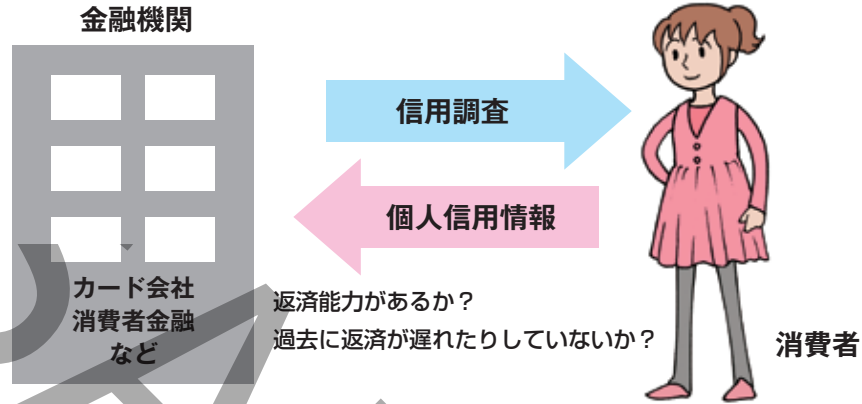 金融機関
信用調査
個人信用情報
カード会社
消費者金融
など
返済能力があるか？
過去に返済が遅れたりしていないか？
消費者